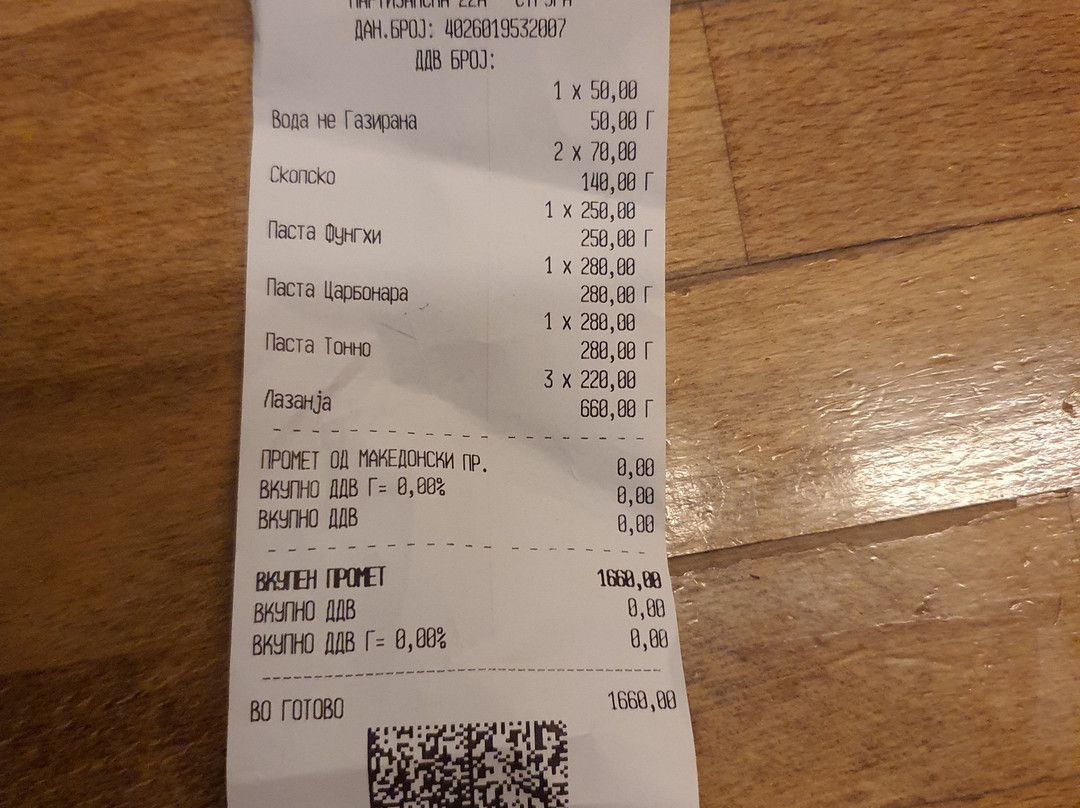 ПАРТИЗАНСКА 22А СТРУГА
ДАН.БРОЈ: 4026019532007
ДДВ БРОЈ:
1 x 50,00
Вода не Газирана 50,00 Г
2 x 70,00
Скопско 140,00 Г
1 x 250,00
Паста Фунгхи 250,00 Г
1 x 280,00
Паста Царбонара 280,00 Г
1 x 280,00
Паста Тонно 280,00 Г
3 x 220,00
Лазанја 660,00 Г
ПРОМЕТ ОД МАКЕДОНСКИ ПР. 0,00
ВКУПНО ДДВ Г= 0,00% 0,00
ВКУПНО ДДВ 0,00
ВКУПЕН ПРОМЕТ 1660,00
ВКУПНО ДДВ 0,00
ВКУПНО ДДВ Г= 0,00% 0,00
ВО ГОТОВО 1660,00